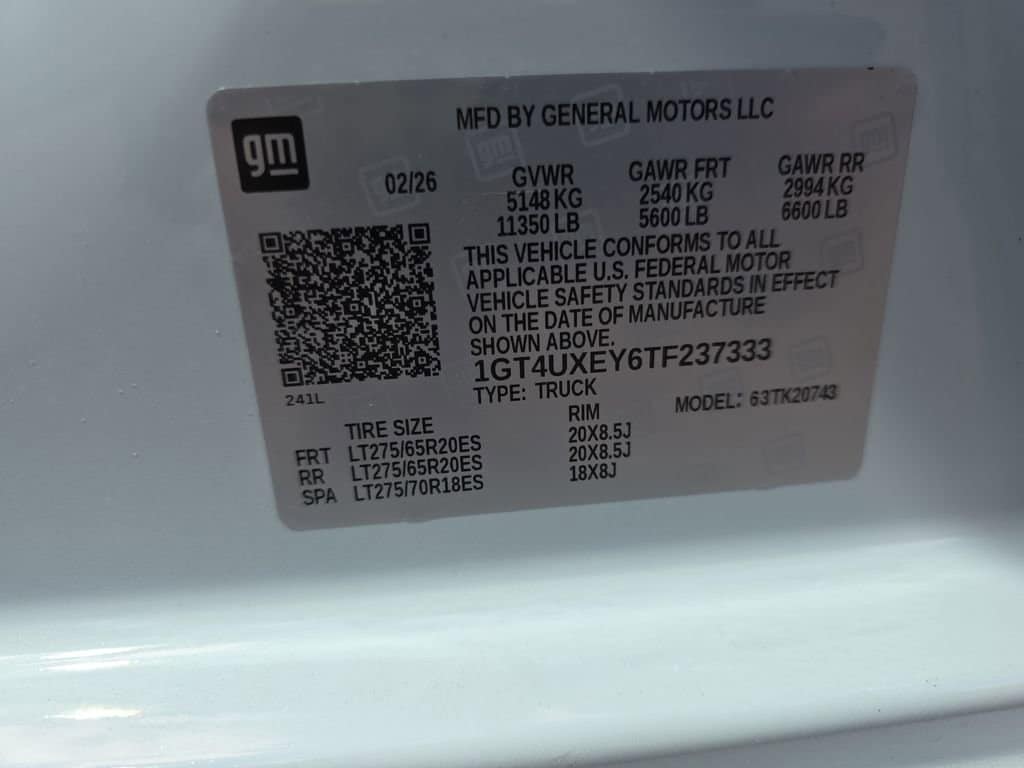 MFD BY GENERAL MOTORS LLC
gm
02/26
GVWR GAWR FRT GAWR RR
5148 KG 2540 KG 2994 KG
11350 LB 5600 LB 6600 LB
THIS VEHICLE CONFORMS TO ALL
APPLICABLE U.S. FEDERAL MOTOR
VEHICLE SAFETY STANDARDS IN EFFECT
ON THE DATE OF MANUFACTURE
SHOWN ABOVE.
1GT4UXEY6TF237333
TYPE: TRUCK MODEL: 63TK20743
241L
TIRE SIZE RIM
FRT LT275/65R20ES 20X8.5J
RR LT275/65R20ES 20X8.5J
SPA LT275/70R18ES 18X8J